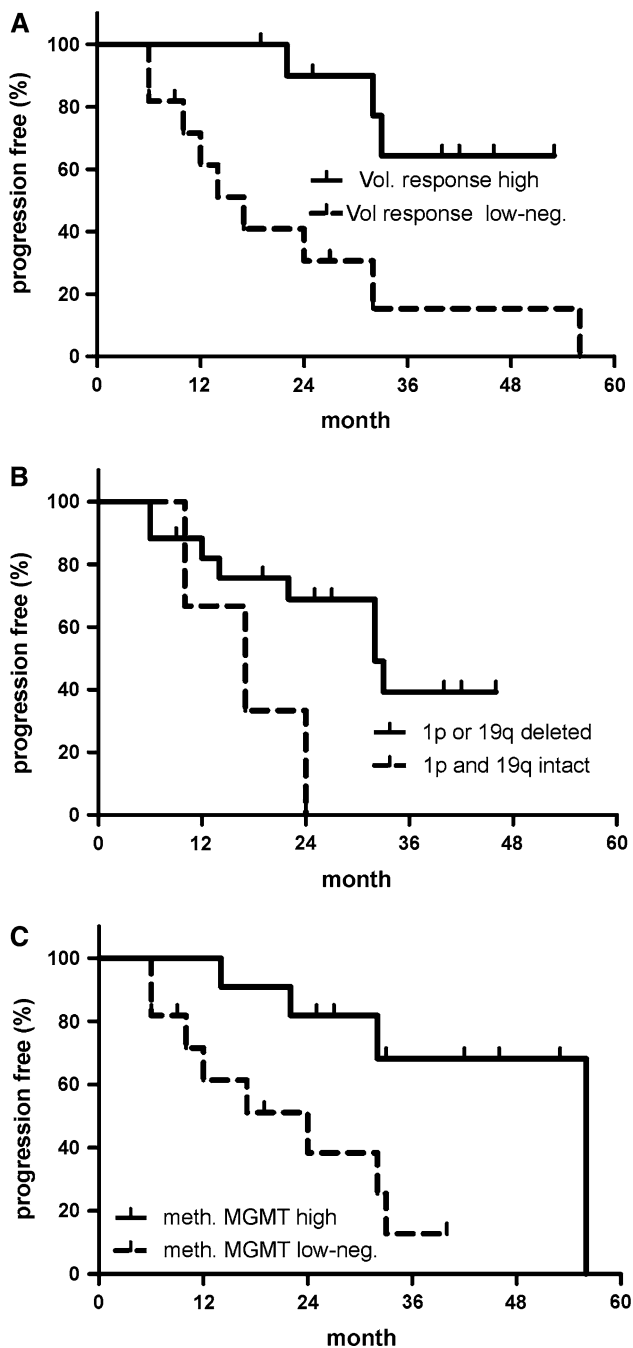 A
progression free (%)
100
80
60
40
20
0
Vol. response high
Vol response low-neg.
0 12 24 36 48 60
month
B
progression free (%)
100
80
60
40
20
0
1p or 19q deleted
1p and 19q intact
0 12 24 36 48 60
month
C
progression free (%)
100
80
60
40
20
0
meth. MGMT high
meth. MGMT low-neg.
0 12 24 36 48 60
month